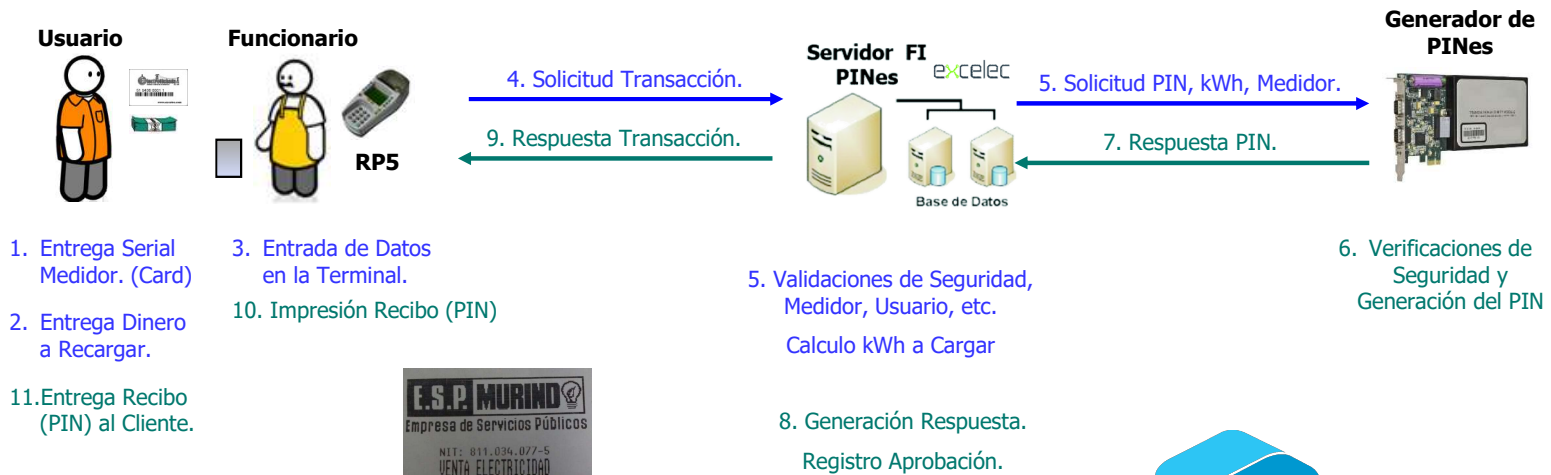 Usuario
Funcionario
RP5
4. Solicitud Transacción.
9. Respuesta Transacción.
Servidor FI
PINes
excelec
Base de Datos
5. Solicitud PIN, kWh, Medidor.
7. Respuesta PIN.
Generador de
PINes
1. Entrega Serial
Medidor. (Card)
2. Entrega Dinero
a Recargar.
11.Entrega Recibo
(PIN) al Cliente.
3. Entrada de Datos
en la Terminal.
10. Impresión Recibo (PIN)
5. Validaciones de Seguridad,
Medidor, Usuario, etc.
Calculo kWh a Cargar
8. Generación Respuesta.
Registro Aprobación.
6. Verificaciones de
Seguridad y
Generación del PIN
E.S.P. MURINDO
Empresa de Servicios Públicos
NIT: 811.034.077-5
VENTA ELECTRICIDAD